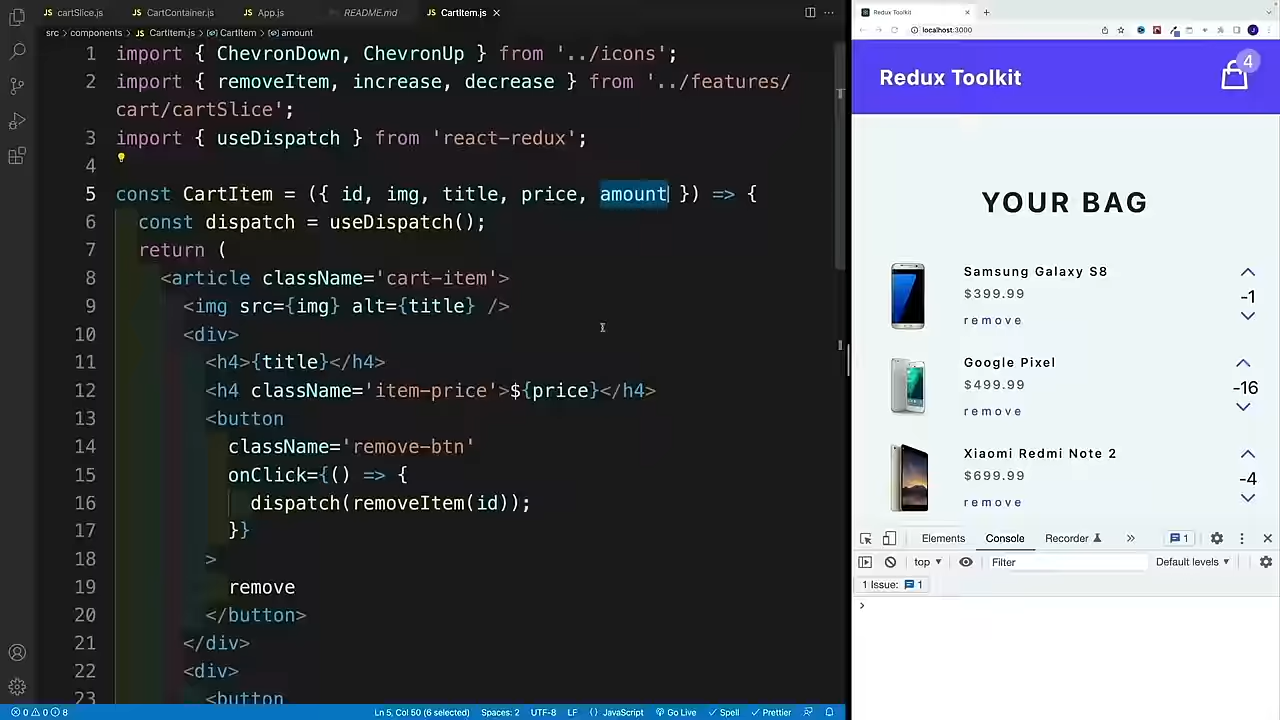 cartSlice.js
CartContainer.js
App.js
README.md
CartItem.js
src > components > JS CartItem.js > CartItem > amount
1 import { ChevronDown, ChevronUp } from '../icons';
2 import { removeItem, increase, decrease } from '../features/
cart/cartSlice';
3 import { useDispatch } from 'react-redux';
4
5 const CartItem = ({ id, img, title, price, amount }) => {
6 const dispatch = useDispatch();
7 return (
8 <article className='cart-item'>
9 <img src={img} alt={title} />
10 <div>
11 <h4>{title}</h4>
12 <h4 className='item-price'>${price}</h4>
13 <button
14 className='remove-btn'
15 onClick={() => {
16 dispatch(removeItem(id));
17 }}
18 >
19 remove
20 </button>
21 </div>
22 <div>
23 <button
0 0 8
Ln 5, Col 50 (6 selected)
Spaces: 2
UTF-8
LF
JavaScript
Go Live
Spell
Prettier
Redux Toolkit
localhost:3000
Redux Toolkit
4
YOUR BAG
Samsung Galaxy S8
$399.99
remove
-1
Google Pixel
$499.99
remove
-16
Xiaomi Redmi Note 2
$699.99
remove
-4
Elements
Console
Recorder
1
top
Filter
Default levels
1 Issue: 1